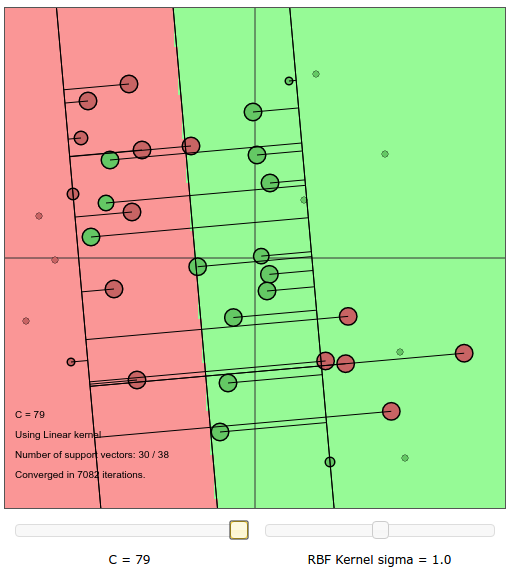 C = 79
Using Linear kernel
Number of support vectors: 30 / 38
Converged in 7082 iterations.
C = 79
RBF Kernel sigma = 1.0